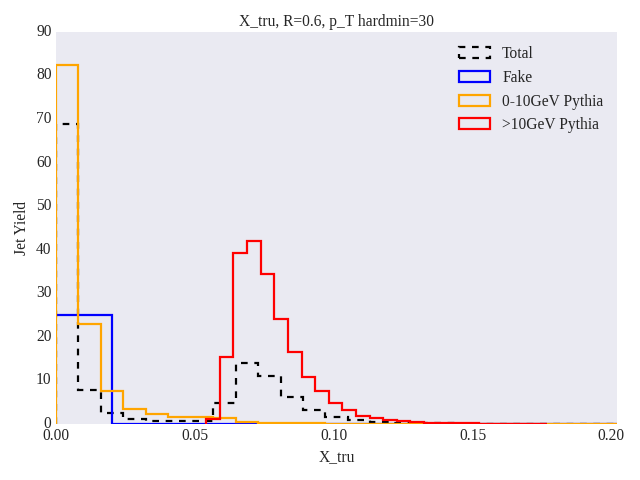 X_tru, R=0.6, p_T hardmin=30
90
80
70
60
50
40
30
20
10
0
Jet Yield
Total
Fake
0-10GeV Pythia
>10GeV Pythia
0.00 0.05 0.10 0.15 0.20
X_tru